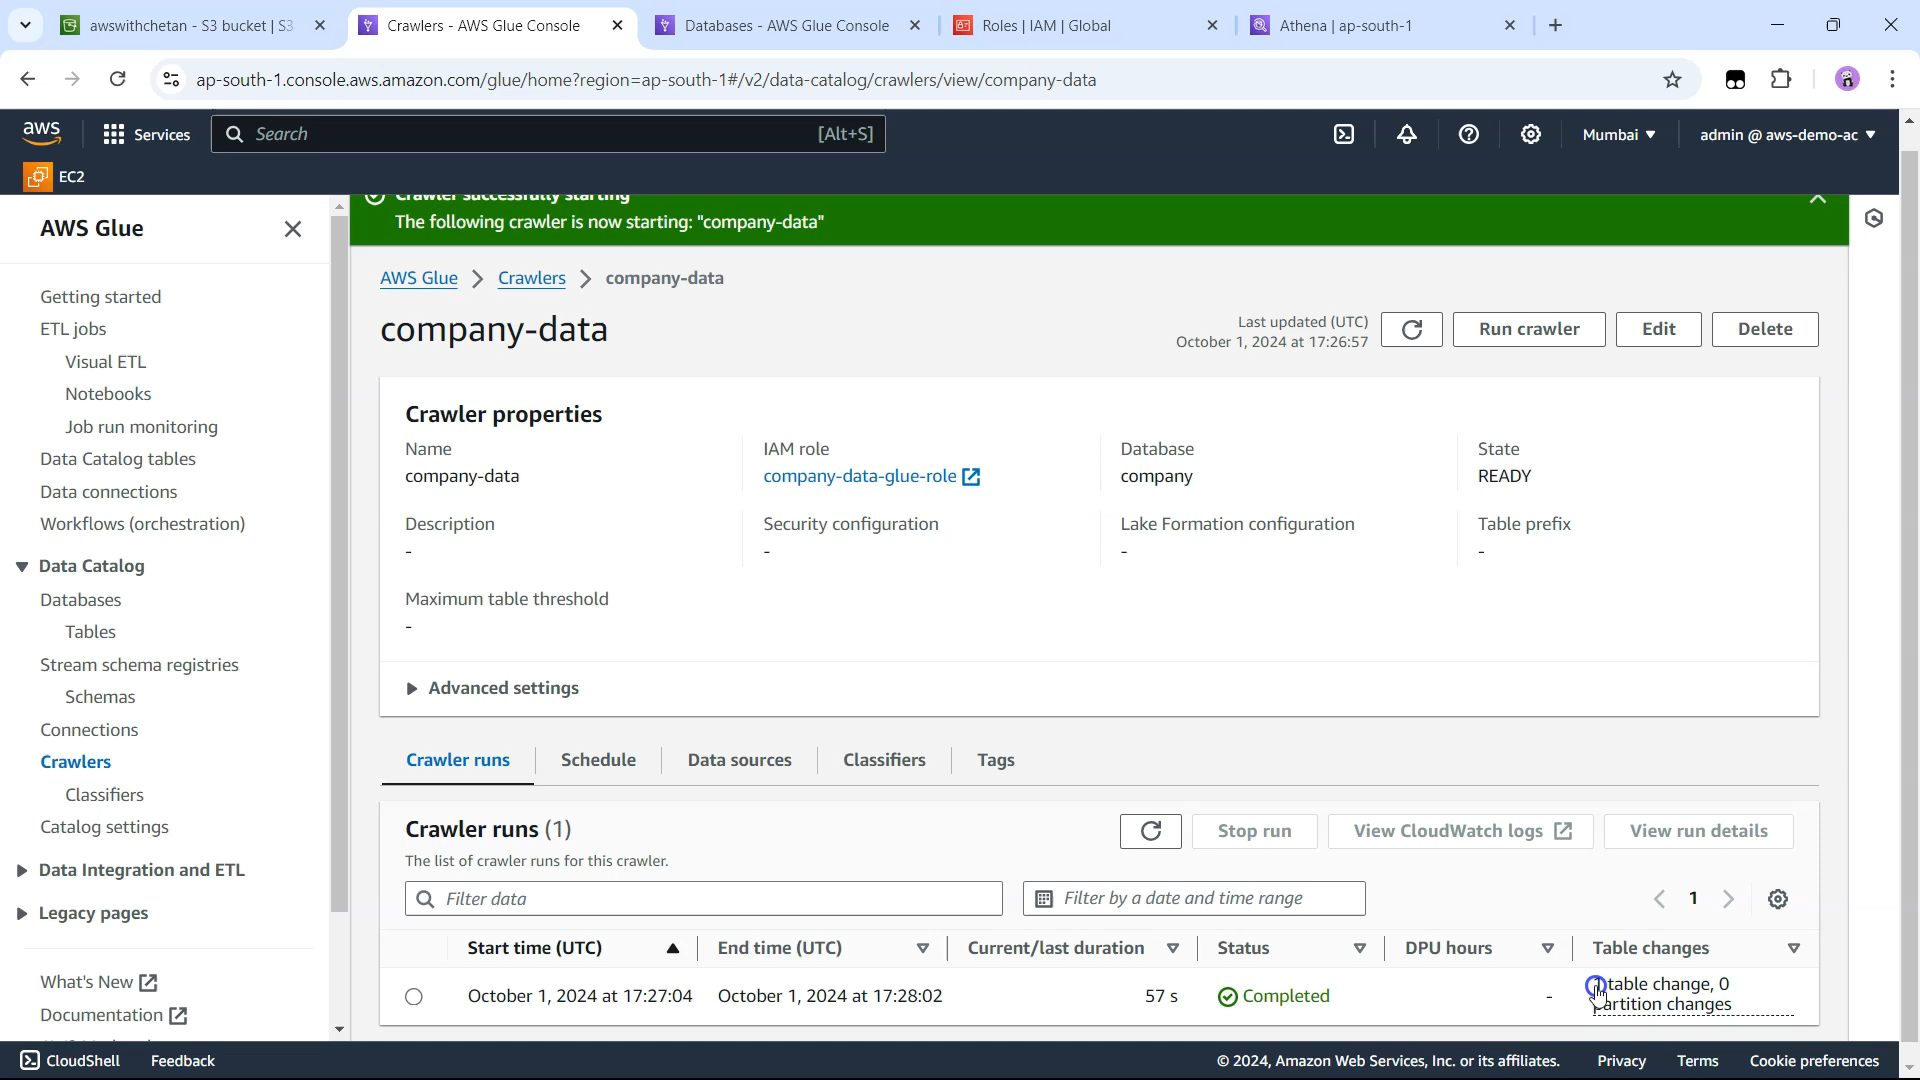 awswithchetan - S3 bucket | S3
Crawlers - AWS Glue Console
Databases - AWS Glue Console
Roles | IAM | Global
Athena | ap-south-1
ap-south-1.console.aws.amazon.com/glue/home?region=ap-south-1#/v2/data-catalog/crawlers/view/company-data
aws
Services
Search
[Alt+S]
Mumbai
admin @ aws-demo-ac
EC2
AWS Glue
Getting started
ETL jobs
Visual ETL
Notebooks
Job run monitoring
Data Catalog tables
Data connections
Workflows (orchestration)
Data Catalog
Databases
Tables
Stream schema registries
Schemas
Connections
Crawlers
Classifiers
Catalog settings
Data Integration and ETL
Legacy pages
What's New
Documentation
Crawler successfully starting
The following crawler is now starting: "company-data"
AWS Glue
Crawlers
company-data
company-data
Last updated (UTC)
October 1, 2024 at 17:26:57
Run crawler
Edit
Delete
Crawler properties
Name
company-data
IAM role
company-data-glue-role
Database
company
State
READY
Description
-
Security configuration
-
Lake Formation configuration
-
Table prefix
-
Maximum table threshold
-
Advanced settings
Crawler runs
Schedule
Data sources
Classifiers
Tags
Crawler runs (1)
The list of crawler runs for this crawler.
Stop run
View CloudWatch logs
View run details
Filter data
Filter by a date and time range
1
Start time (UTC)
End time (UTC)
Current/last duration
Status
DPU hours
Table changes
October 1, 2024 at 17:27:04
October 1, 2024 at 17:28:02
57 s
Completed
-
1 table change, 0
partition changes
CloudShell
Feedback
© 2024, Amazon Web Services, Inc. or its affiliates.
Privacy
Terms
Cookie preferences